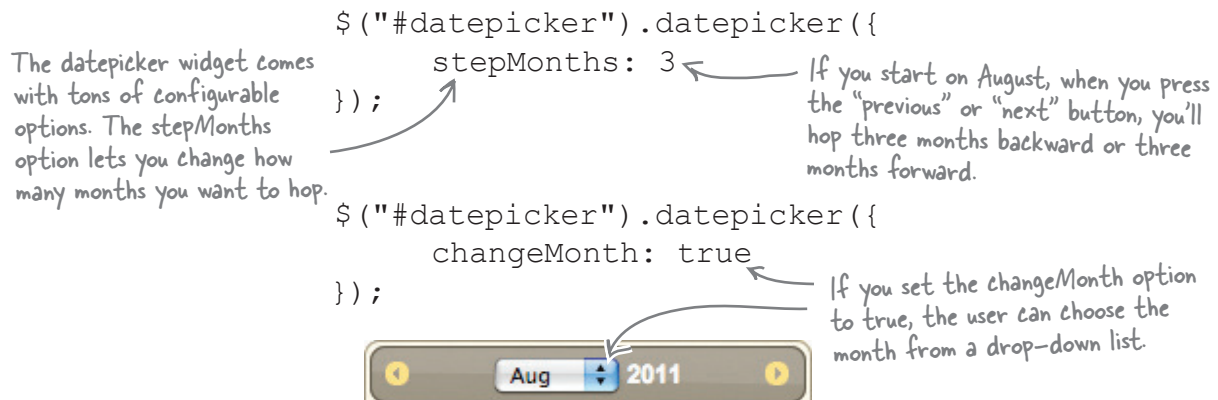 $("#datepicker").datepicker({
stepMonths: 3
});
The datepicker widget comes
with tons of configurable
options. The stepMonths
option lets you change how
many months you want to hop.
If you start on August, when you press
the “previous” or “next” button, you’ll
hop three months backward or three
months forward.
$("#datepicker").datepicker({
changeMonth: true
});
If you set the changeMonth option
to true, the user can choose the
month from a drop-down list.
Aug 2011